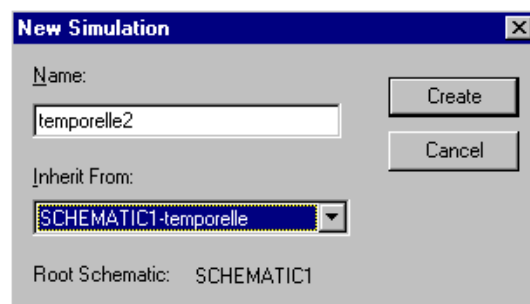 New Simulation
Name:
temporelle2
Create
Cancel
Inherit From:
SCHEMATIC1-temporelle
Root Schematic: SCHEMATIC1